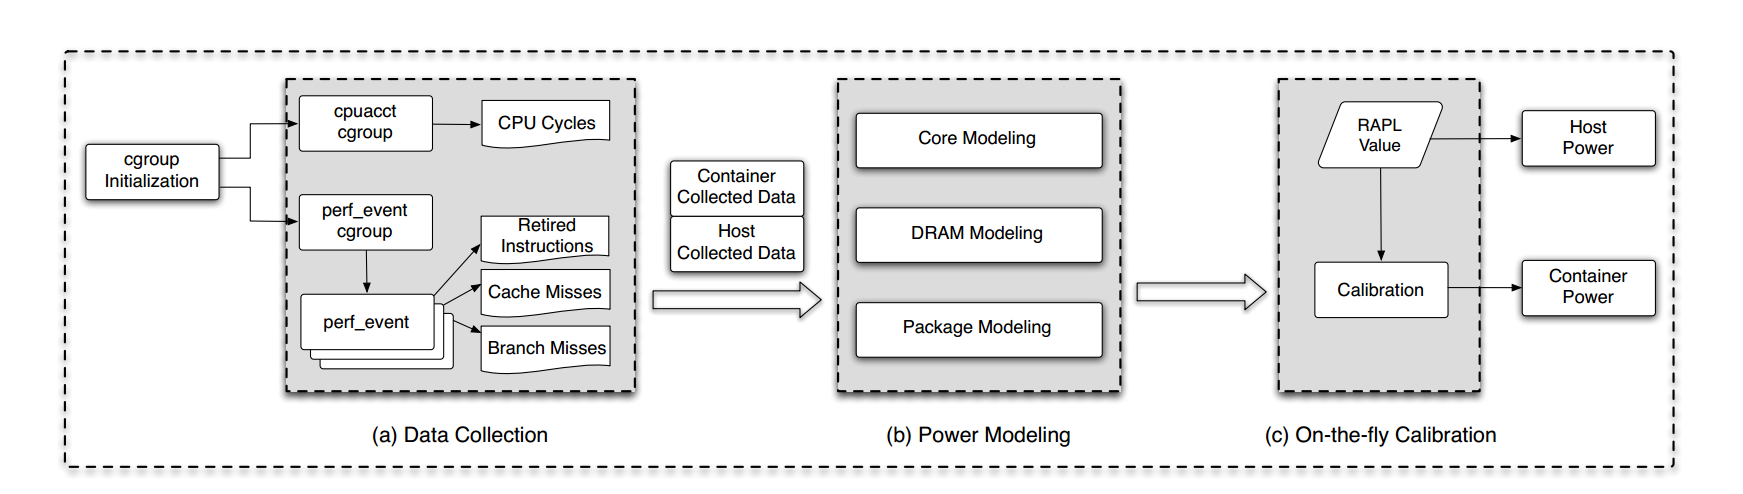 cgroup
Initialization
cpuacct
cgroup
CPU Cycles
perf_event
cgroup
perf_event
Retired
Instructions
Cache Misses
Branch Misses
(a) Data Collection
Container
Collected Data
Host
Collected Data
Core Modeling
DRAM Modeling
Package Modeling
(b) Power Modeling
RAPL
Value
Calibration
(c) On-the-fly Calibration
Host
Power
Container
Power